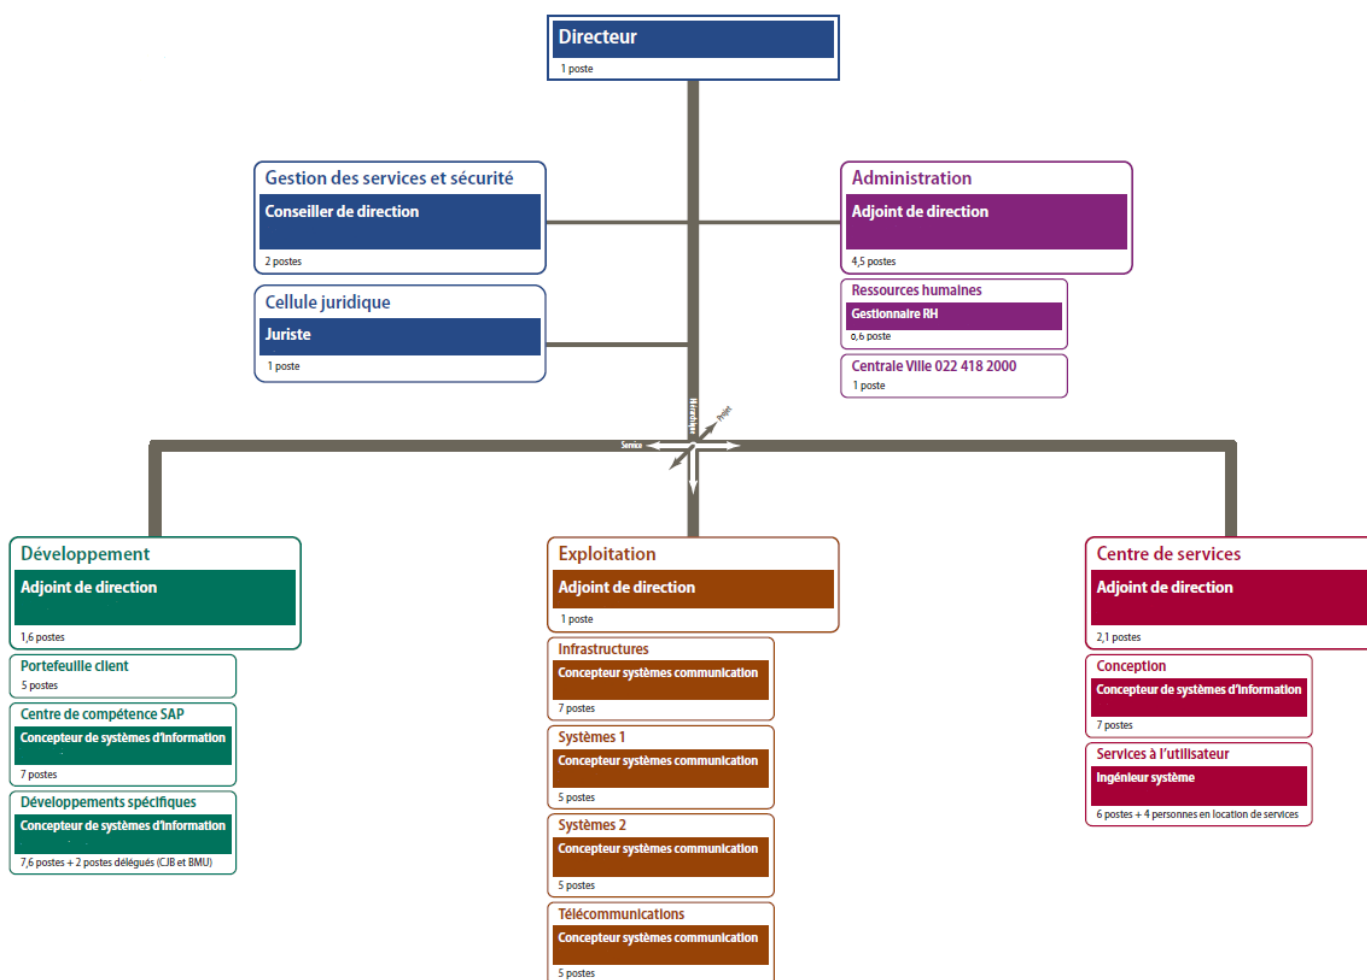 Directeur
1 poste
Gestion des services et sécurité
Conseiller de direction
2 postes
Cellule juridique
Juriste
1 poste
Administration
Adjoint de direction
4,5 postes
Ressources humaines
Gestionnaire RH
0,6 poste
Centrale Ville 022 418 2000
1 poste
Hiérarchique
Projet
Service
Développement
Adjoint de direction
1,6 postes
Portefeuille client
5 postes
Centre de compétence SAP
Concepteur de systèmes d'Information
7 postes
Développements spécifiques
Concepteur de systèmes d'Information
7,6 postes + 2 postes délégués (CJB et BMU)
Exploitation
Adjoint de direction
1 poste
Infrastructures
Concepteur systèmes communication
7 postes
Systèmes 1
Concepteur systèmes communication
5 postes
Systèmes 2
Concepteur systèmes communication
5 postes
Télécommunications
Concepteur systèmes communication
5 postes
Centre de services
Adjoint de direction
2,1 postes
Conception
Concepteur de systèmes d'Information
7 postes
Services à l'utilisateur
Ingénieur système
6 postes + 4 personnes en location de services